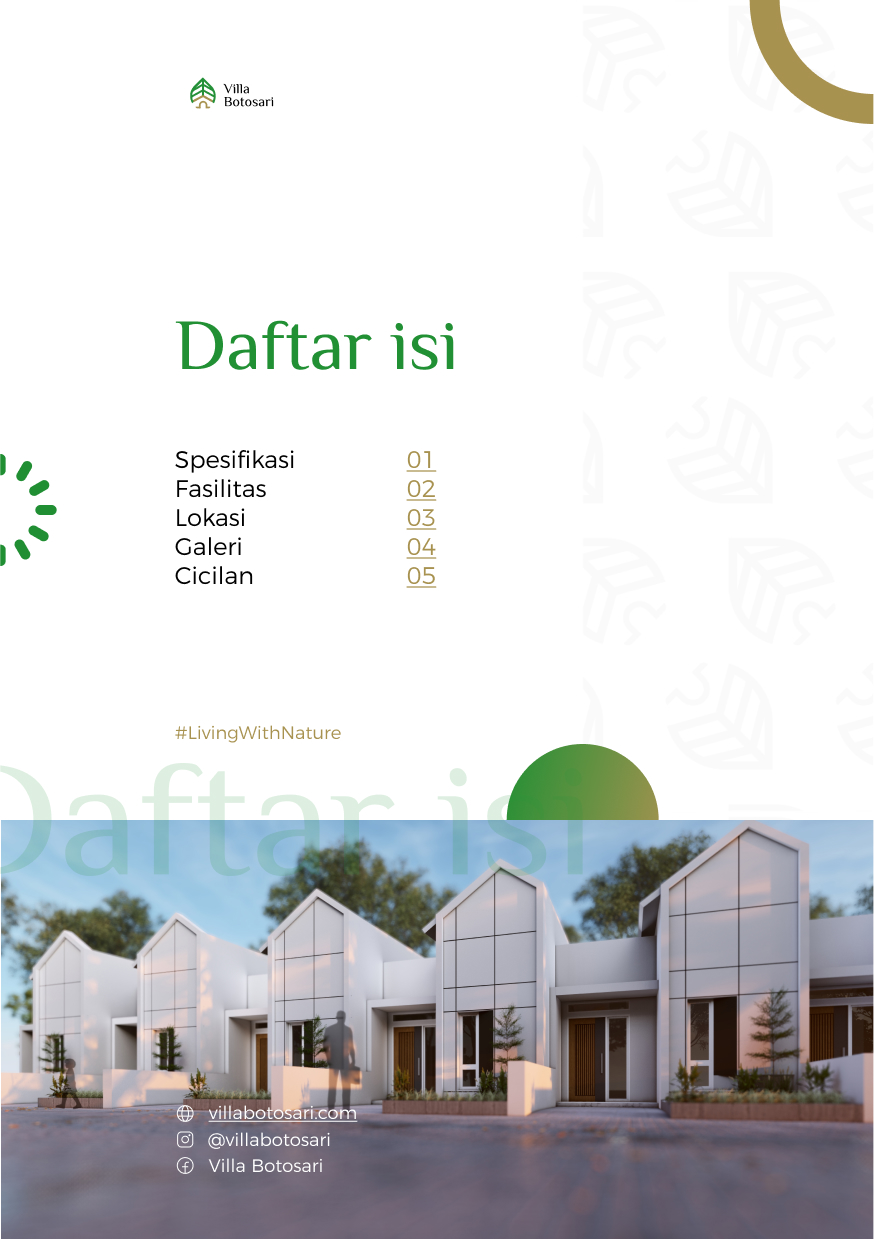 Villa
Botosari
Daftar isi
Spesifikasi 01
Fasilitas 02
Lokasi 03
Galeri 04
Cicilan 05
#LivingWithNature
Daftar isi
villabotosari.com
@villabotosari
Villa Botosari